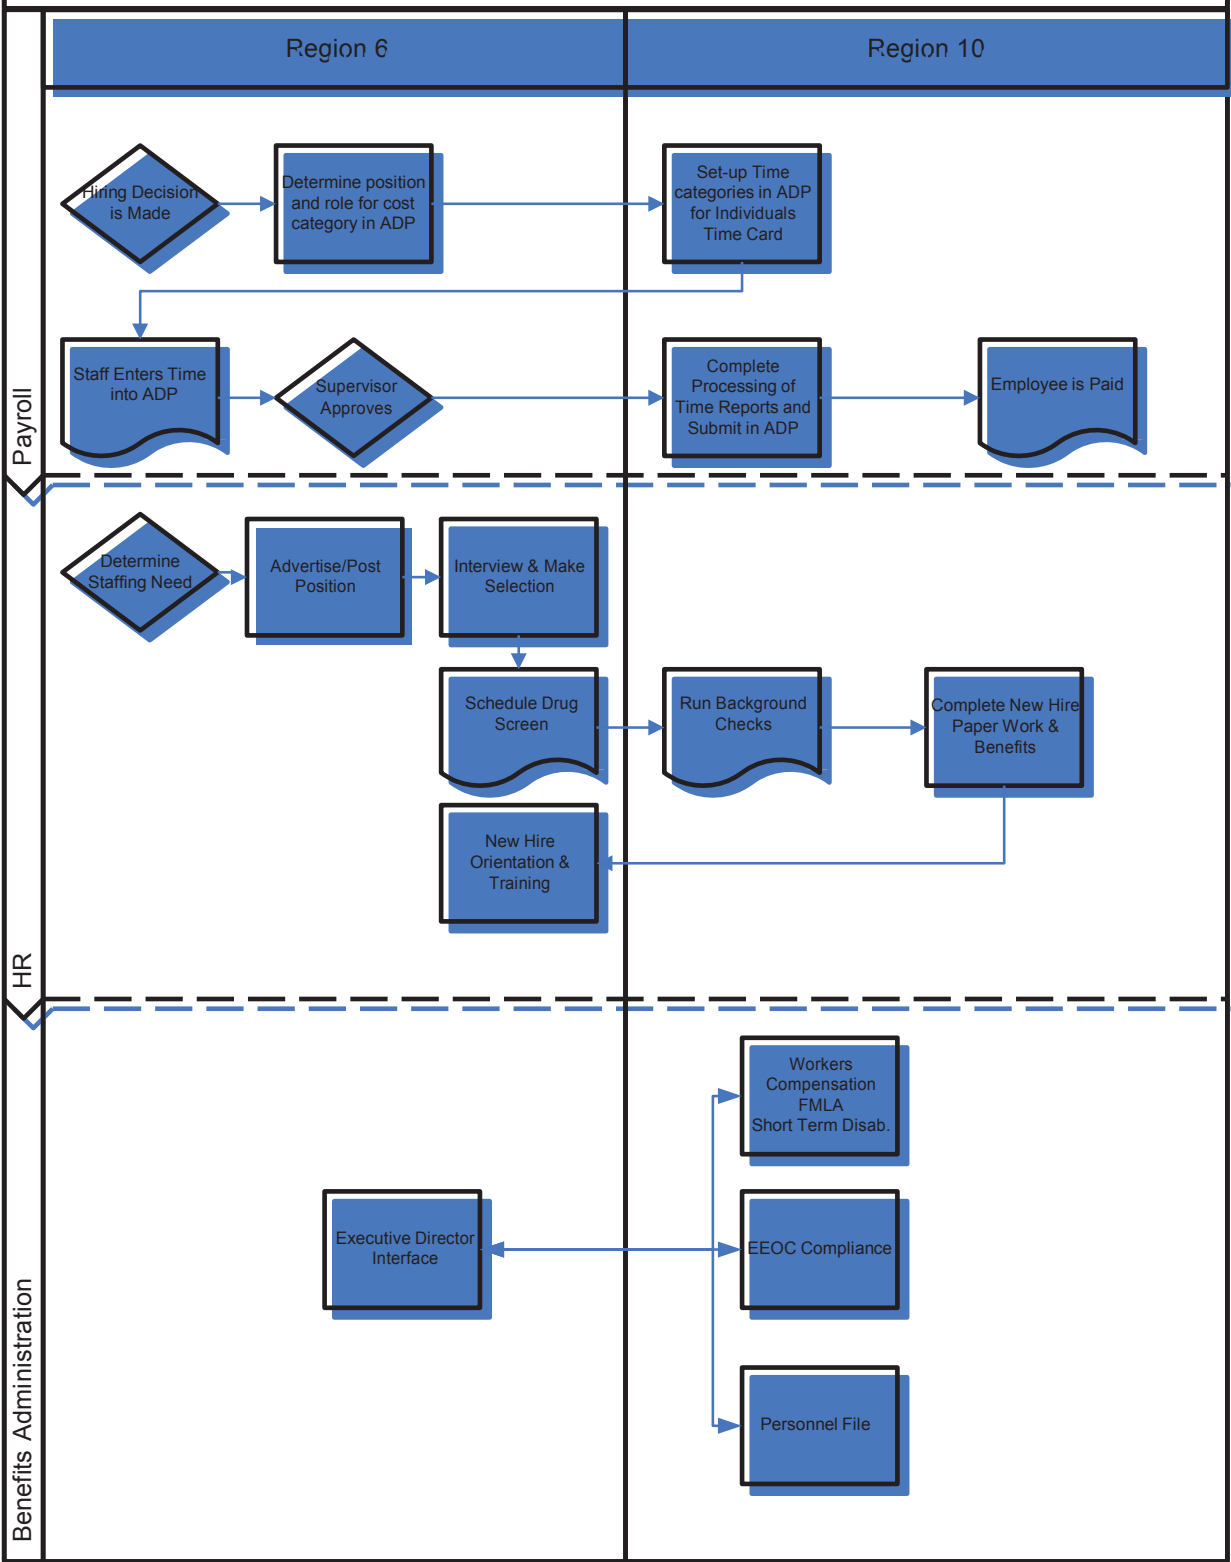 Region 6
Region 10
Payroll
Hiring Decision
is Made
Determine position
and role for cost
category in ADP
Set-up Time
categories in ADP
for Individuals
Time Card
Staff Enters Time
into ADP
Supervisor
Approves
Complete
Processing of
Time Reports and
Submit in ADP
Employee is Paid
HR
Determine
Staffing Need
Advertise/Post
Position
Interview & Make
Selection
Schedule Drug
Screen
Run Background
Checks
Complete New Hire
Paper Work &
Benefits
New Hire
Orientation &
Training
Benefits Administration
Workers
Compensation
FMLA
Short Term Disab.
Executive Director
Interface
EEOC Compliance
Personnel File